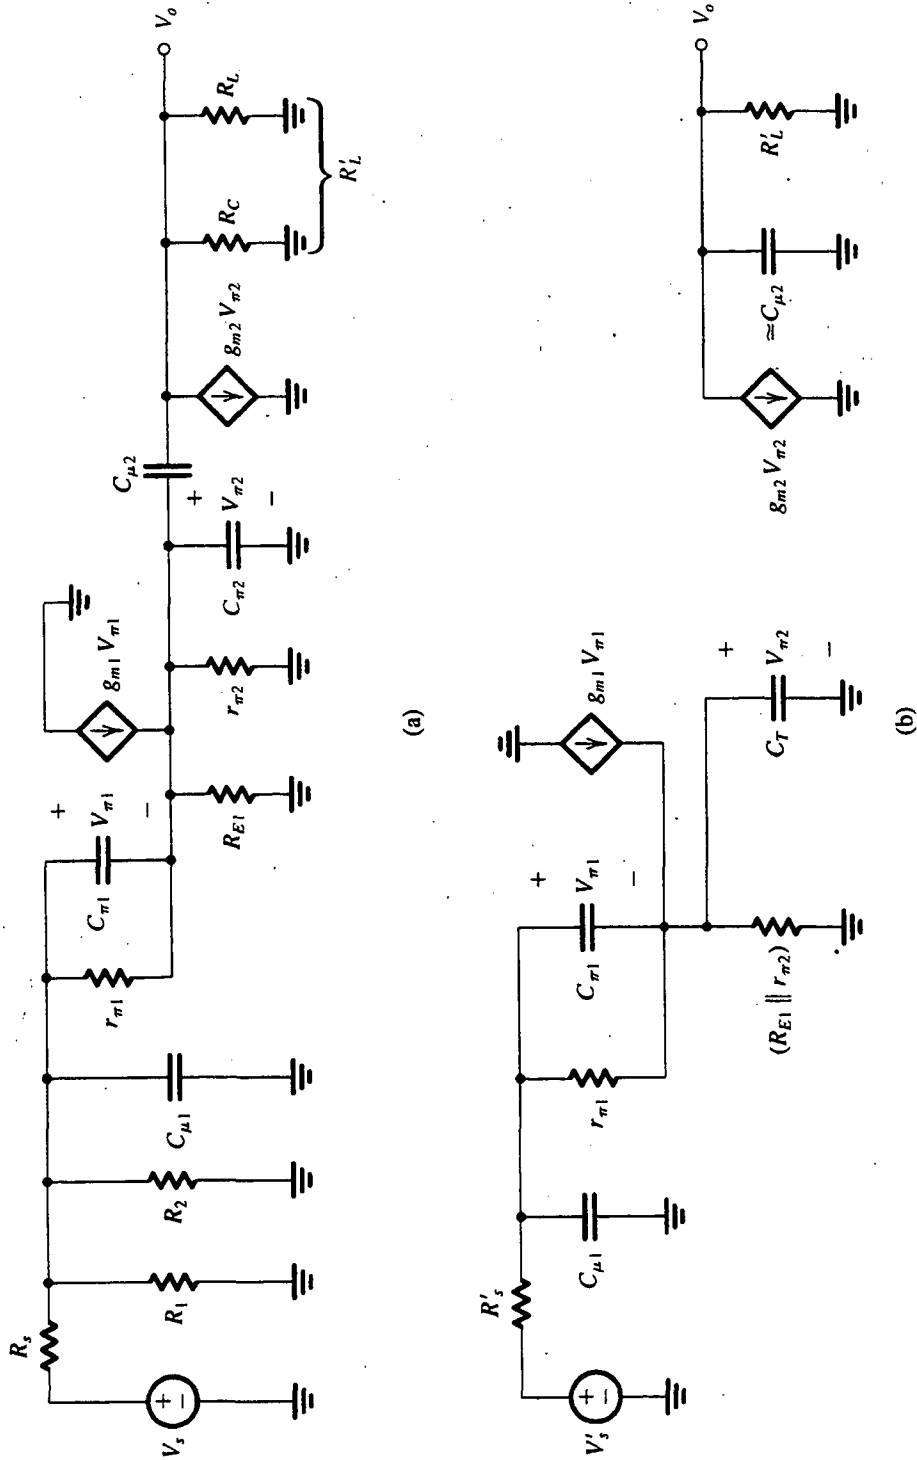 R_s
V_s
+
−
R_1
R_2
C_μ1
r_π1
C_π1
+
V_π1
−
R_E1
g_m1 V_π1
r_π2
C_π2
+
V_π2
−
C_μ2
g_m2 V_π2
R_C
R_L
R'_L
V_o
(a)
R'_s
V'_s
+
−
C_μ1
r_π1
C_π1
+
V_π1
−
g_m1 V_π1
(R_E1 ∥ r_π2)
C_T
+
V_π2
−
g_m2 V_π2
≃C_μ2
R'_L
V_o
(b)